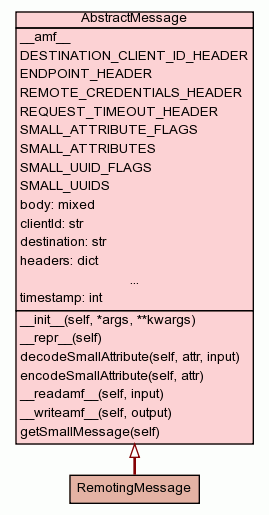 AbstractMessage
__amf__
DESTINATION_CLIENT_ID_HEADER
ENDPOINT_HEADER
REMOTE_CREDENTIALS_HEADER
REQUEST_TIMEOUT_HEADER
SMALL_ATTRIBUTE_FLAGS
SMALL_ATTRIBUTES
SMALL_UUID_FLAGS
SMALL_UUIDS
body: mixed
clientId: str
destination: str
headers: dict
...
timestamp: int
__init__(self, *args, **kwargs)
__repr__(self)
decodeSmallAttribute(self, attr, input)
encodeSmallAttribute(self, attr)
__readamf__(self, input)
__writeamf__(self, output)
getSmallMessage(self)
RemotingMessage